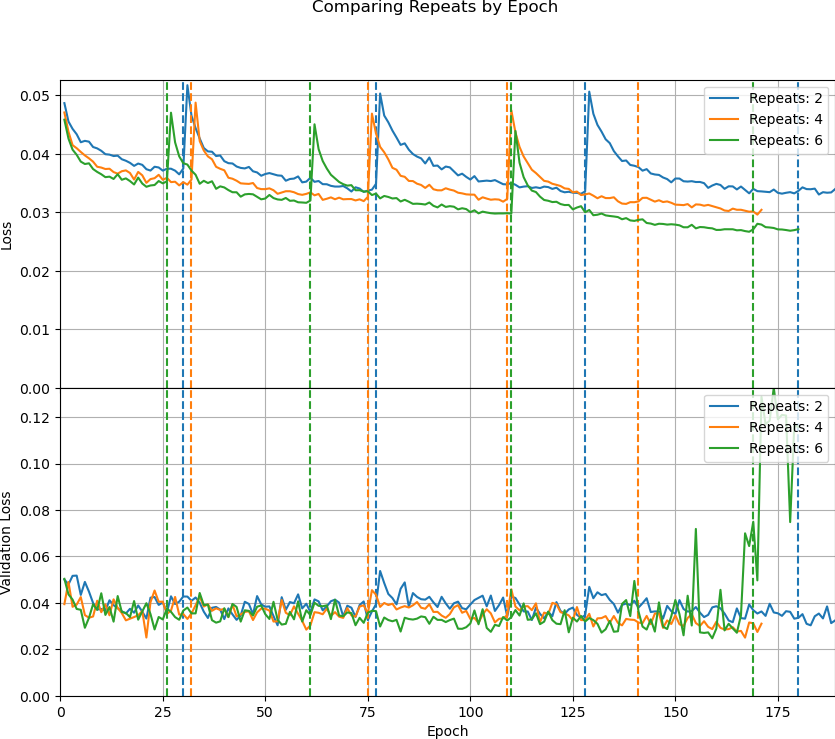 Comparing Repeats by Epoch
0.05
0.04
0.03
0.02
0.01
0.00
Loss
Repeats: 2
Repeats: 4
Repeats: 6
0.12
0.10
0.08
0.06
0.04
0.02
0.00
Validation Loss
Repeats: 2
Repeats: 4
Repeats: 6
0 25 50 75 100 125 150 175
Epoch